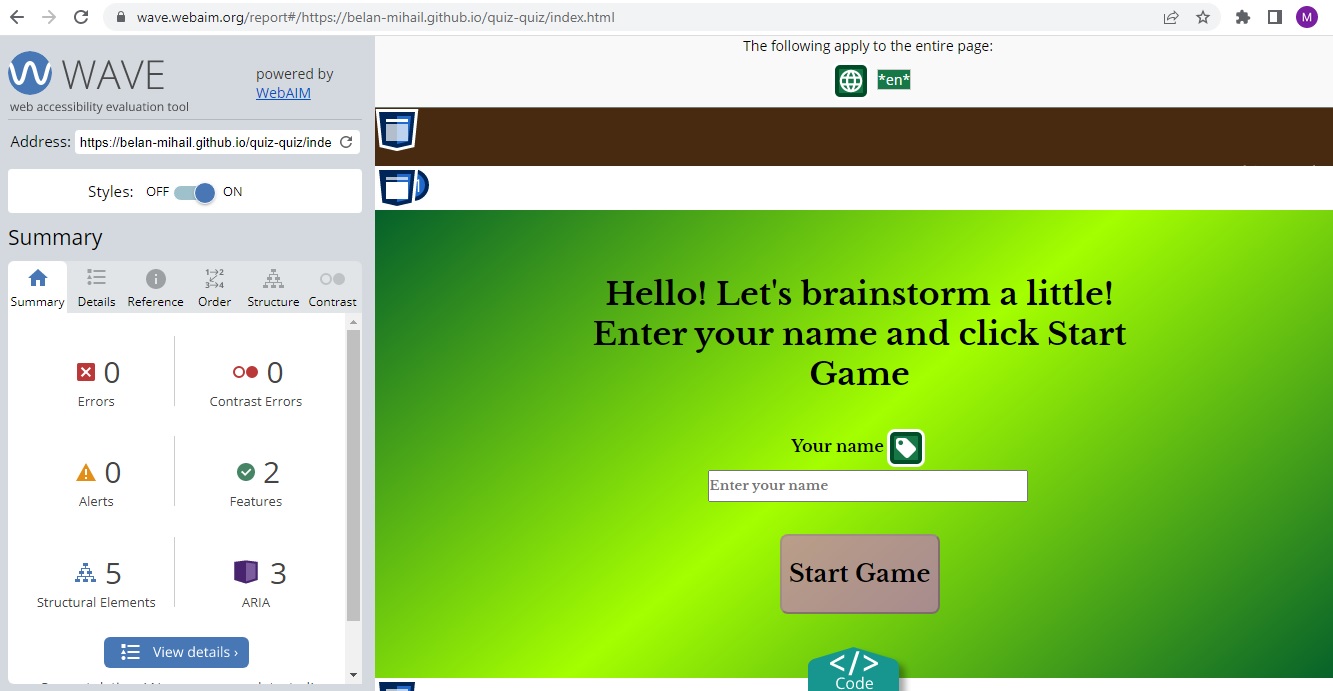 wave.webaim.org/report#/https://belan-mihail.github.io/quiz-quiz/index.html
M
WAVE
powered by
WebAIM
web accessibility evaluation tool
Address: https://belan-mihail.github.io/quiz-quiz/inde
Styles: OFF ON
Summary
Summary Details Reference Order Structure Contrast
0 Errors
0 Contrast Errors
0 Alerts
2 Features
5 Structural Elements
3 ARIA
View details ›
The following apply to the entire page:
*en*
Hello! Let's brainstorm a little!
Enter your name and click Start
Game
Your name
Enter your name
Start Game
</>
Code